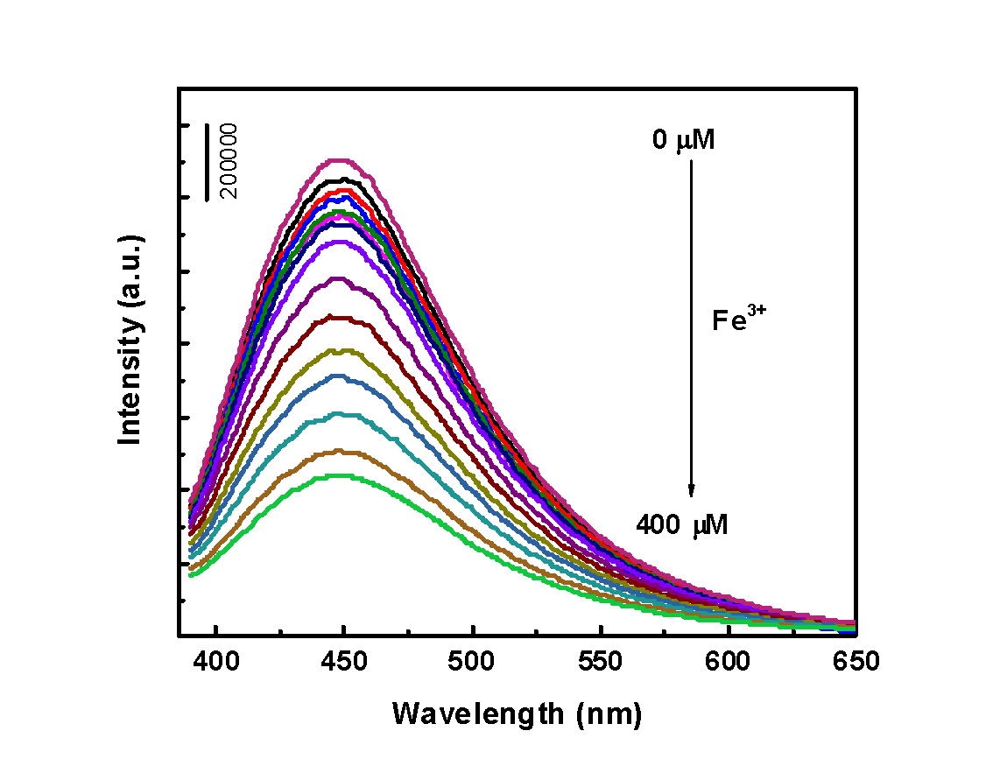 200000
0 μM
Fe³⁺
400 μM
Intensity (a.u.)
400 450 500 550 600 650
Wavelength (nm)